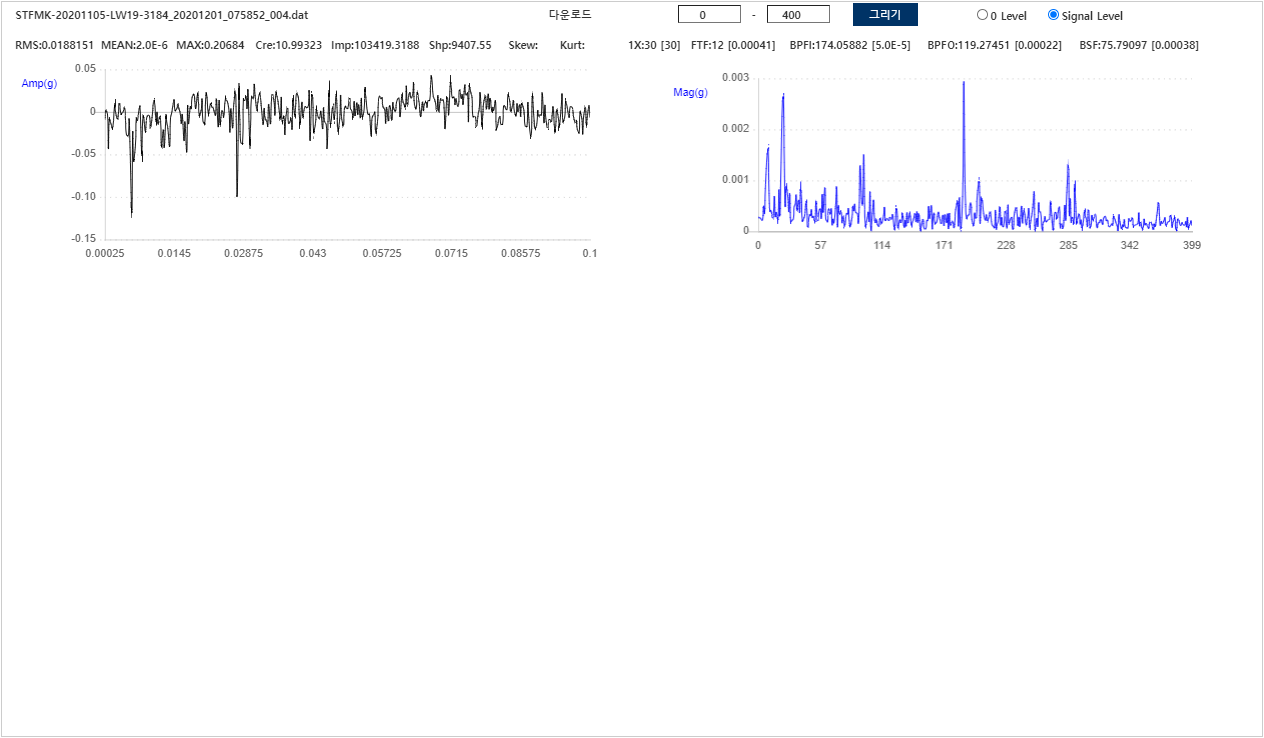 STFMK-20201105-LW19-3184_20201201_075852_004.dat 다운로드 0 - 400 그리기 0 Level Signal Level
RMS:0.0188151 MEAN:2.0E-6 MAX:0.20684 Cre:10.99323 Imp:103419.3188 Shp:9407.55 Skew: Kurt: 1X:30 [30] FTF:12 [0.00041] BPFI:174.05882 [5.0E-5] BPFO:119.27451 [0.00022] BSF:75.79097 [0.00038]
Amp(g)
0.05
0
-0.05
-0.10
-0.15
0.00025 0.0145 0.02875 0.043 0.05725 0.0715 0.08575 0.1
Mag(g)
0.003
0.002
0.001
0
0 57 114 171 228 285 342 399